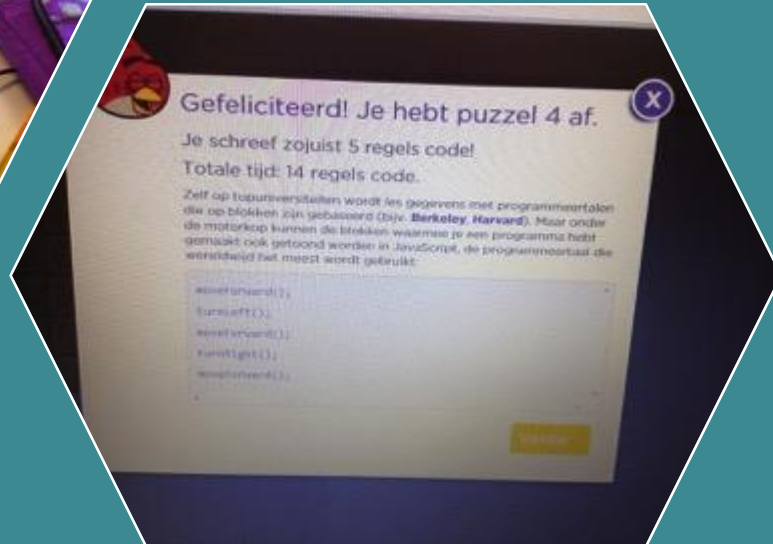 Gefeliciteerd! Je hebt puzzel 4 af.
X
Je schreef zojuist 5 regels code!
Totale tijd: 14 regels code.
Zelf op topuniversiteiten wordt les gegevens met programmeertalen
die op blokken zijn gebaseerd (bijv. Berkeley, Harvard). Maar onder
de motorkop kunnen de blokken waarmee je een programma hebt
gemaakt ook getoond worden in JavaScript, de programmeertaal die
wereldwijd het meest wordt gebruikt:
moveForward();
turnLeft();
moveForward();
turnRight();
moveForward();